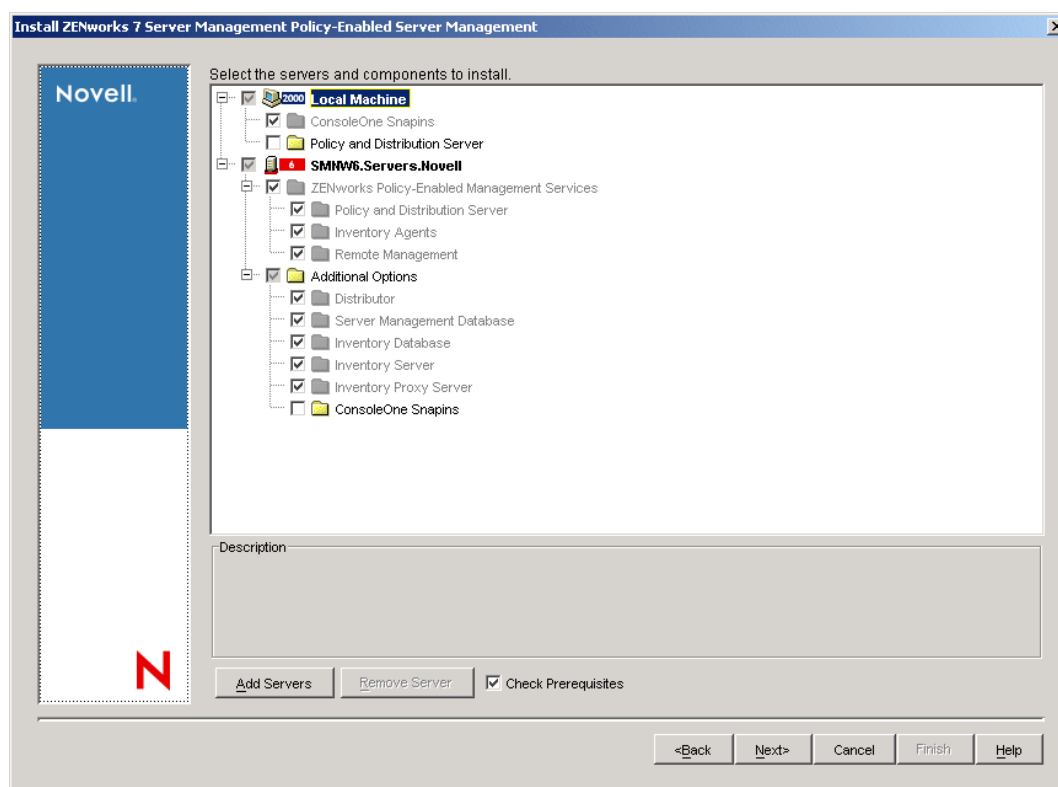 Install ZENworks 7 Server Management Policy-Enabled Server Management
Novell.
Select the servers and components to install.
2000 Local Machine
ConsoleOne Snapins
Policy and Distribution Server
6 SMNW6.Servers.Novell
ZENworks Policy-Enabled Management Services
Policy and Distribution Server
Inventory Agents
Remote Management
Additional Options
Distributor
Server Management Database
Inventory Database
Inventory Server
Inventory Proxy Server
ConsoleOne Snapins
Description
N
Add Servers Remove Server Check Prerequisites
<Back Next> Cancel Finish Help